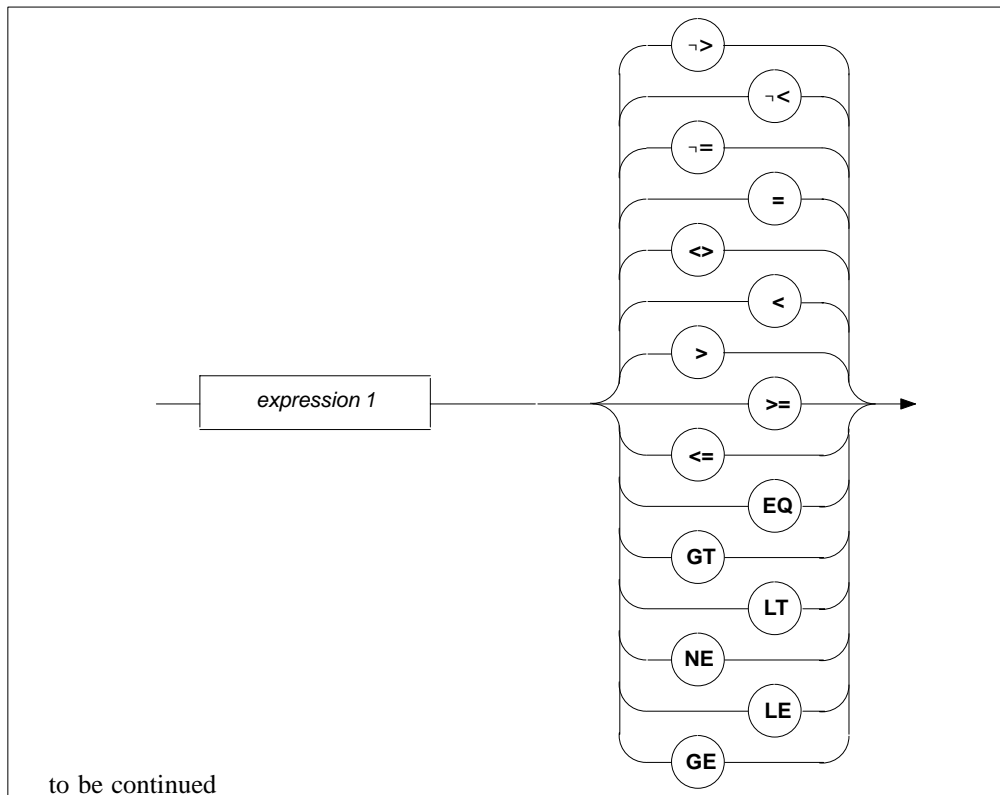 ¬>
¬<
¬=
=
<>
<
>
expression 1
>=
<=
EQ
GT
LT
NE
LE
GE
to be continued